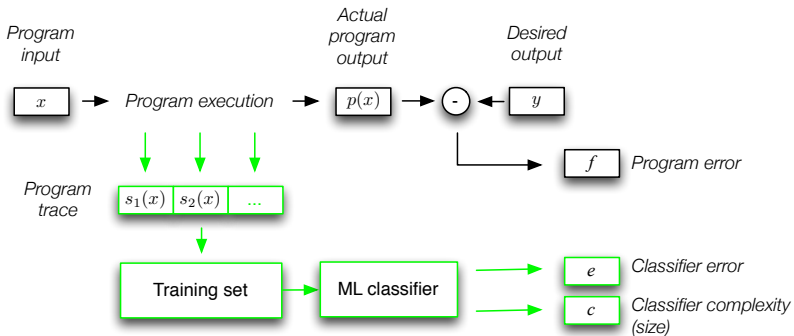 Program
input
Actual
program
output
Desired
output
x
Program execution
p(x)
-
y
f
Program error
Program
trace
s₁(x)
s₂(x)
...
Training set
ML classifier
e
Classifier error
c
Classifier complexity
(size)